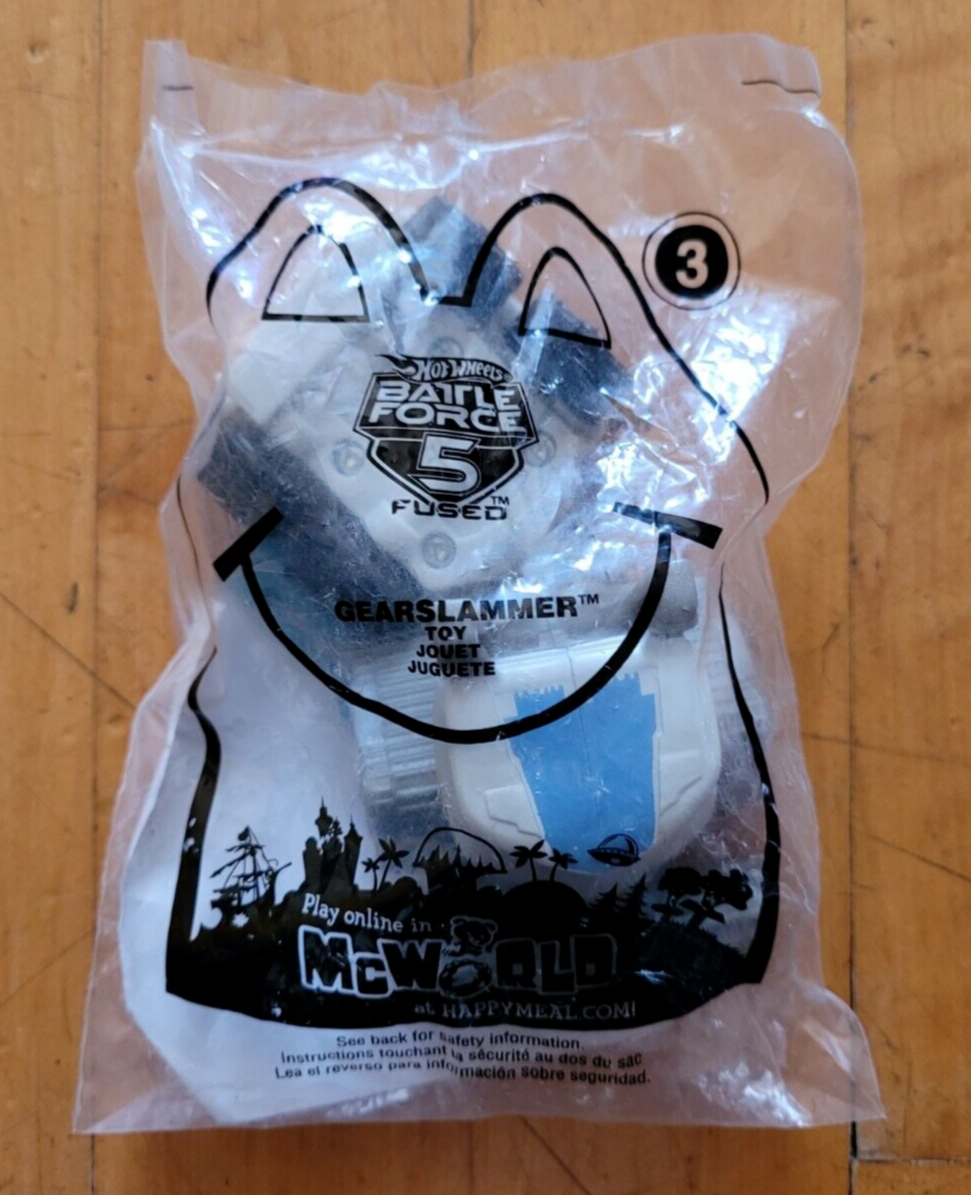 3
HOT WHEELS
BATTLE
FORCE
5
FUSED™
GEARSLAMMER™
TOY
JOUET
JUGUETE
Play online in
McWORLD
at HAPPYMEAL.COM!
See back for safety information.
Instructions touchant la sécurité au dos du sac
Lea el reverso para información sobre seguridad.